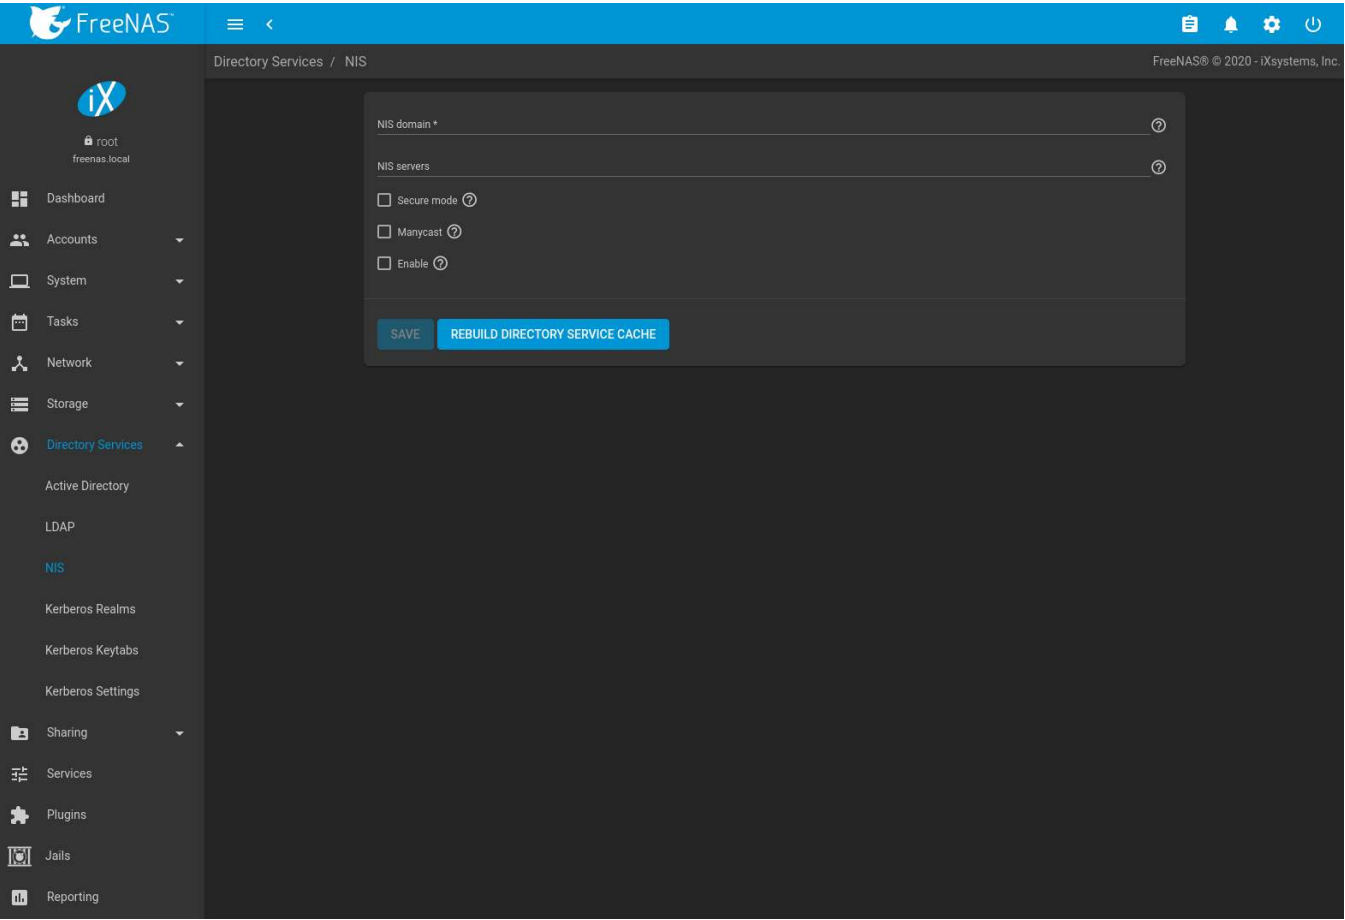 FreeNAS™
Directory Services / NIS
FreeNAS® © 2020 - iXsystems, Inc.
iX
root
freenas.local
Dashboard
Accounts
System
Tasks
Network
Storage
Directory Services
Active Directory
LDAP
NIS
Kerberos Realms
Kerberos Keytabs
Kerberos Settings
Sharing
Services
Plugins
Jails
Reporting
NIS domain *
NIS servers
Secure mode
Manycast
Enable
SAVE REBUILD DIRECTORY SERVICE CACHE